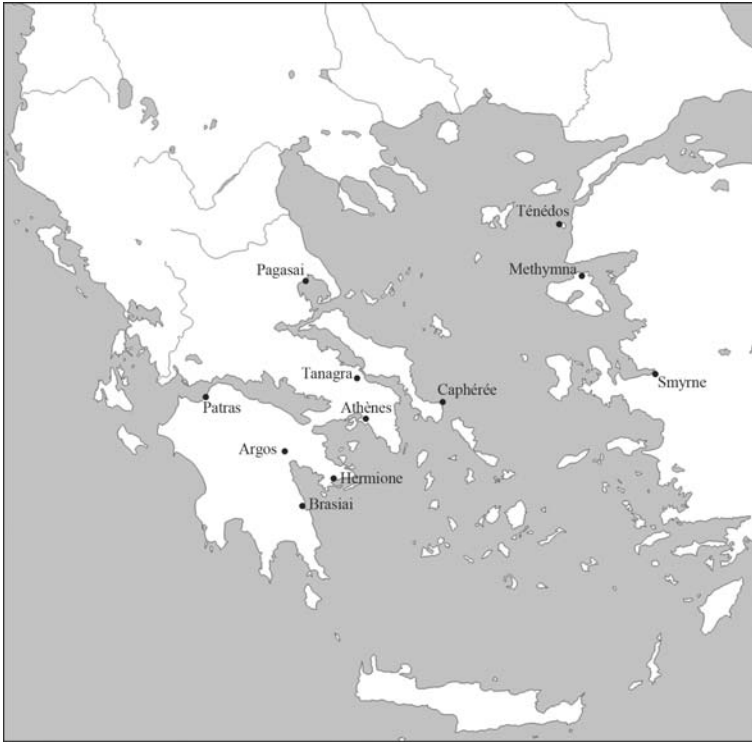 Ténédos
Pagasai
Methymna
Tanagra
Smyrne
Caphérée
Patras
Athènes
Argos
Hermione
Brasiai